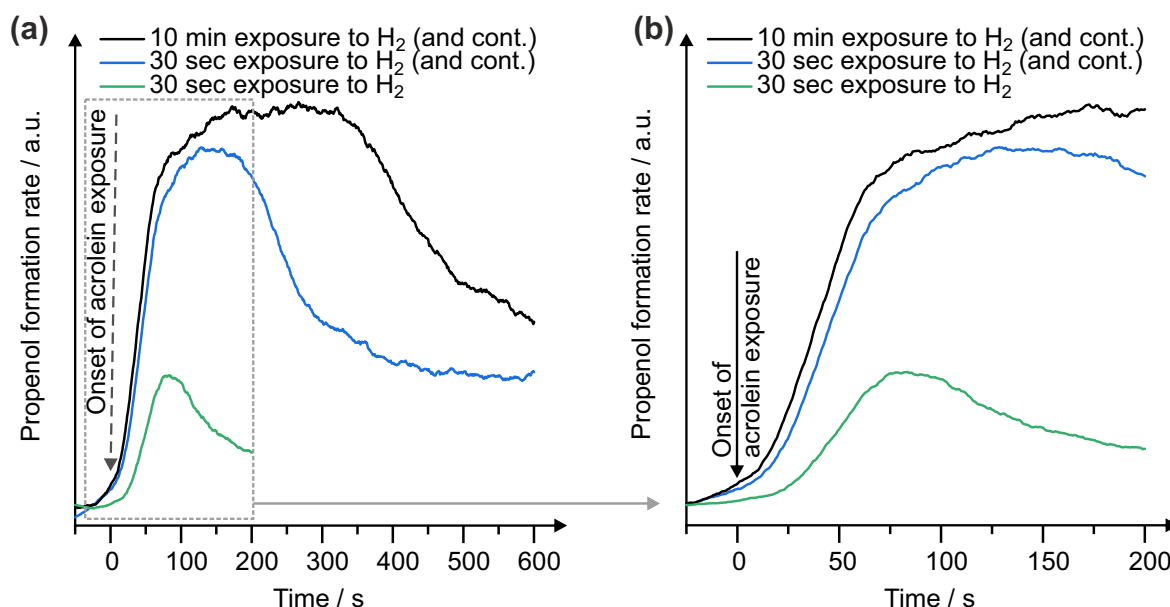 (a)
10 min exposure to H₂ (and cont.)
30 sec exposure to H₂ (and cont.)
30 sec exposure to H₂
Propenol formation rate / a.u.
Onset of acrolein exposure
0 100 200 300 400 500 600
Time / s
(b)
10 min exposure to H₂ (and cont.)
30 sec exposure to H₂ (and cont.)
30 sec exposure to H₂
Propenol formation rate / a.u.
Onset of
acrolein exposure
0 50 100 150 200
Time / s